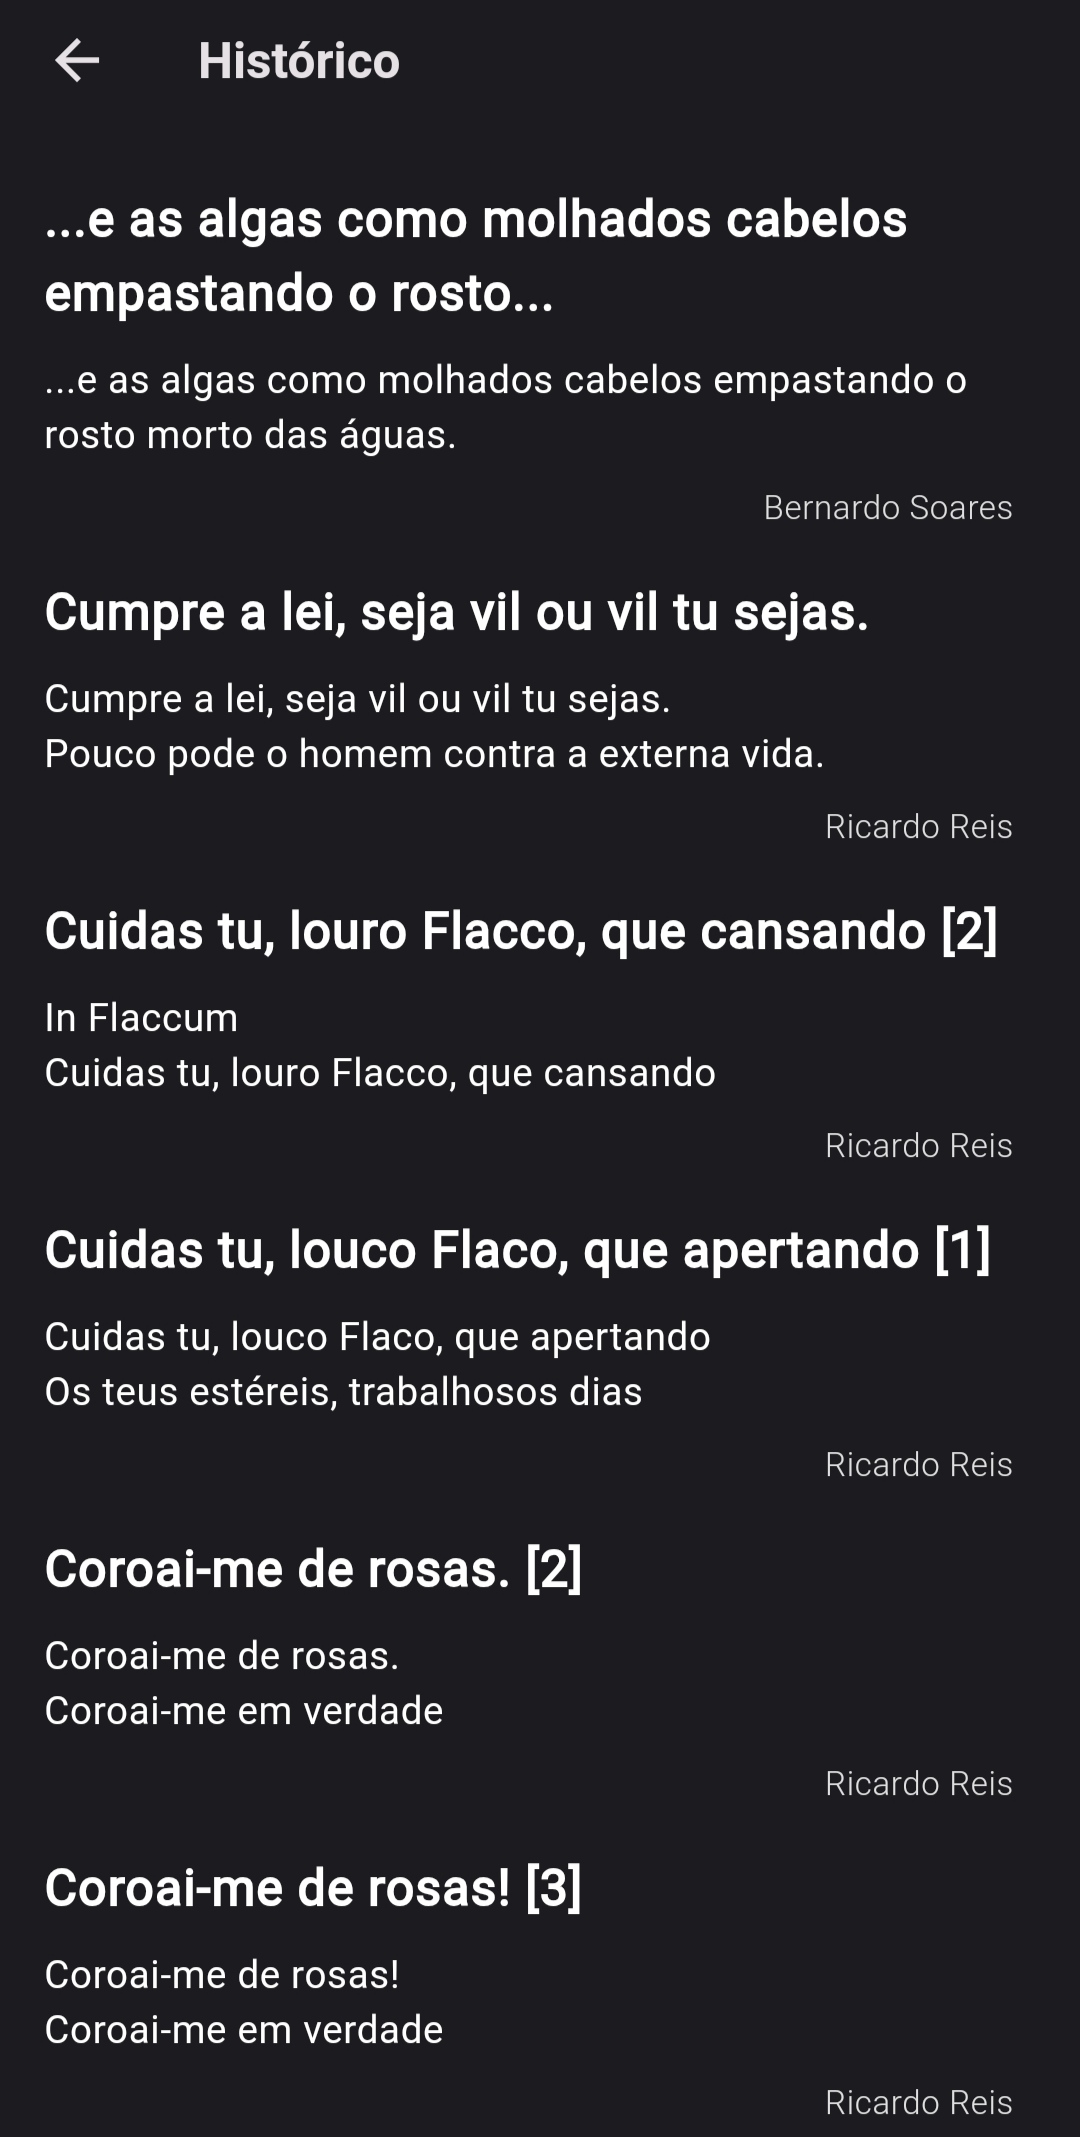 Histórico
...e as algas como molhados cabelos
empastando o rosto...
...e as algas como molhados cabelos empastando o
rosto morto das águas.
Bernardo Soares
Cumpre a lei, seja vil ou vil tu sejas.
Cumpre a lei, seja vil ou vil tu sejas.
Pouco pode o homem contra a externa vida.
Ricardo Reis
Cuidas tu, louro Flacco, que cansando [2]
In Flaccum
Cuidas tu, louro Flacco, que cansando
Ricardo Reis
Cuidas tu, louco Flaco, que apertando [1]
Cuidas tu, louco Flaco, que apertando
Os teus estéreis, trabalhosos dias
Ricardo Reis
Coroai-me de rosas. [2]
Coroai-me de rosas.
Coroai-me em verdade
Ricardo Reis
Coroai-me de rosas! [3]
Coroai-me de rosas!
Coroai-me em verdade
Ricardo Reis